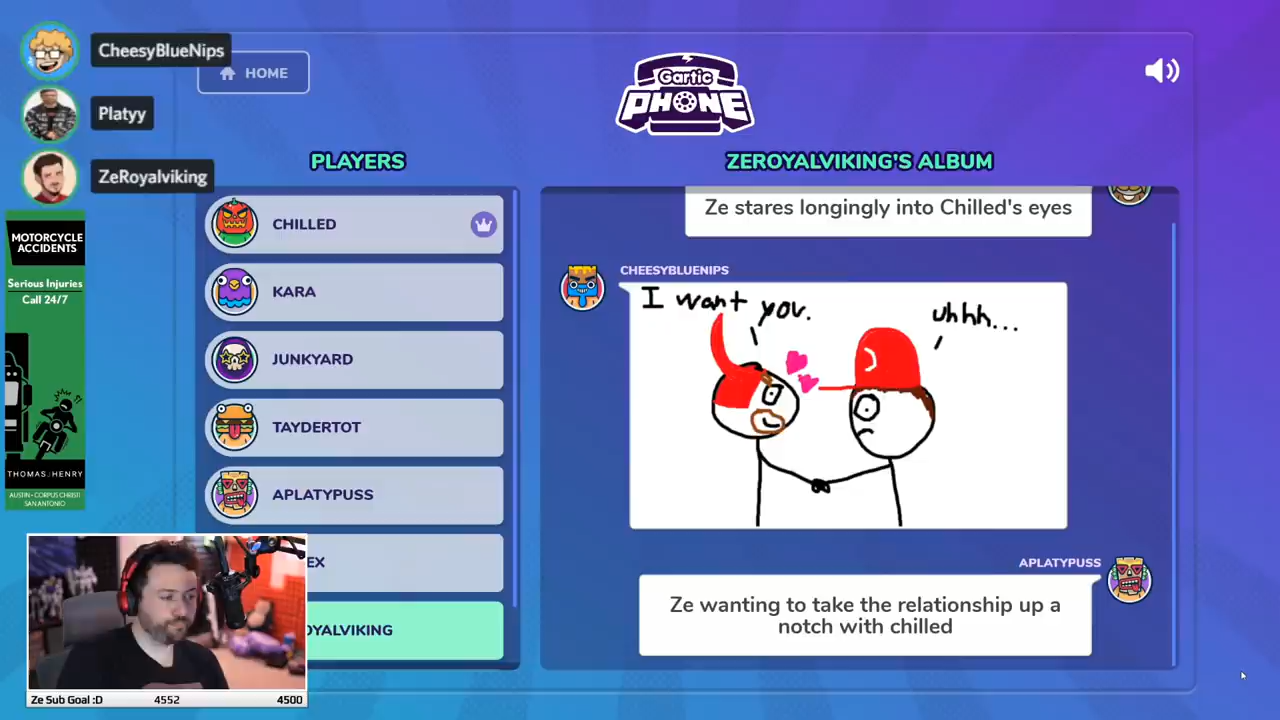 CheesyBlueNips
HOME
Platyy
ZeRoyalviking
Gartic
PHONE
PLAYERS
CHILLED
KARA
JUNKYARD
TAYDERTOT
APLATYPUSS
EX
OYALVIKING
ZEROYALVIKING'S ALBUM
Ze stares longingly into Chilled's eyes
CHEESYBLUENIPS
I want you.
uhhh...
APLATYPUSS
Ze wanting to take the relationship up a
notch with chilled
MOTORCYCLE
ACCIDENTS
Serious Injuries
Call 24/7
THOMAS J HENRY
AUSTIN • CORPUS CHRISTI
SAN ANTONIO
Ze Sub Goal :D 4552 4500